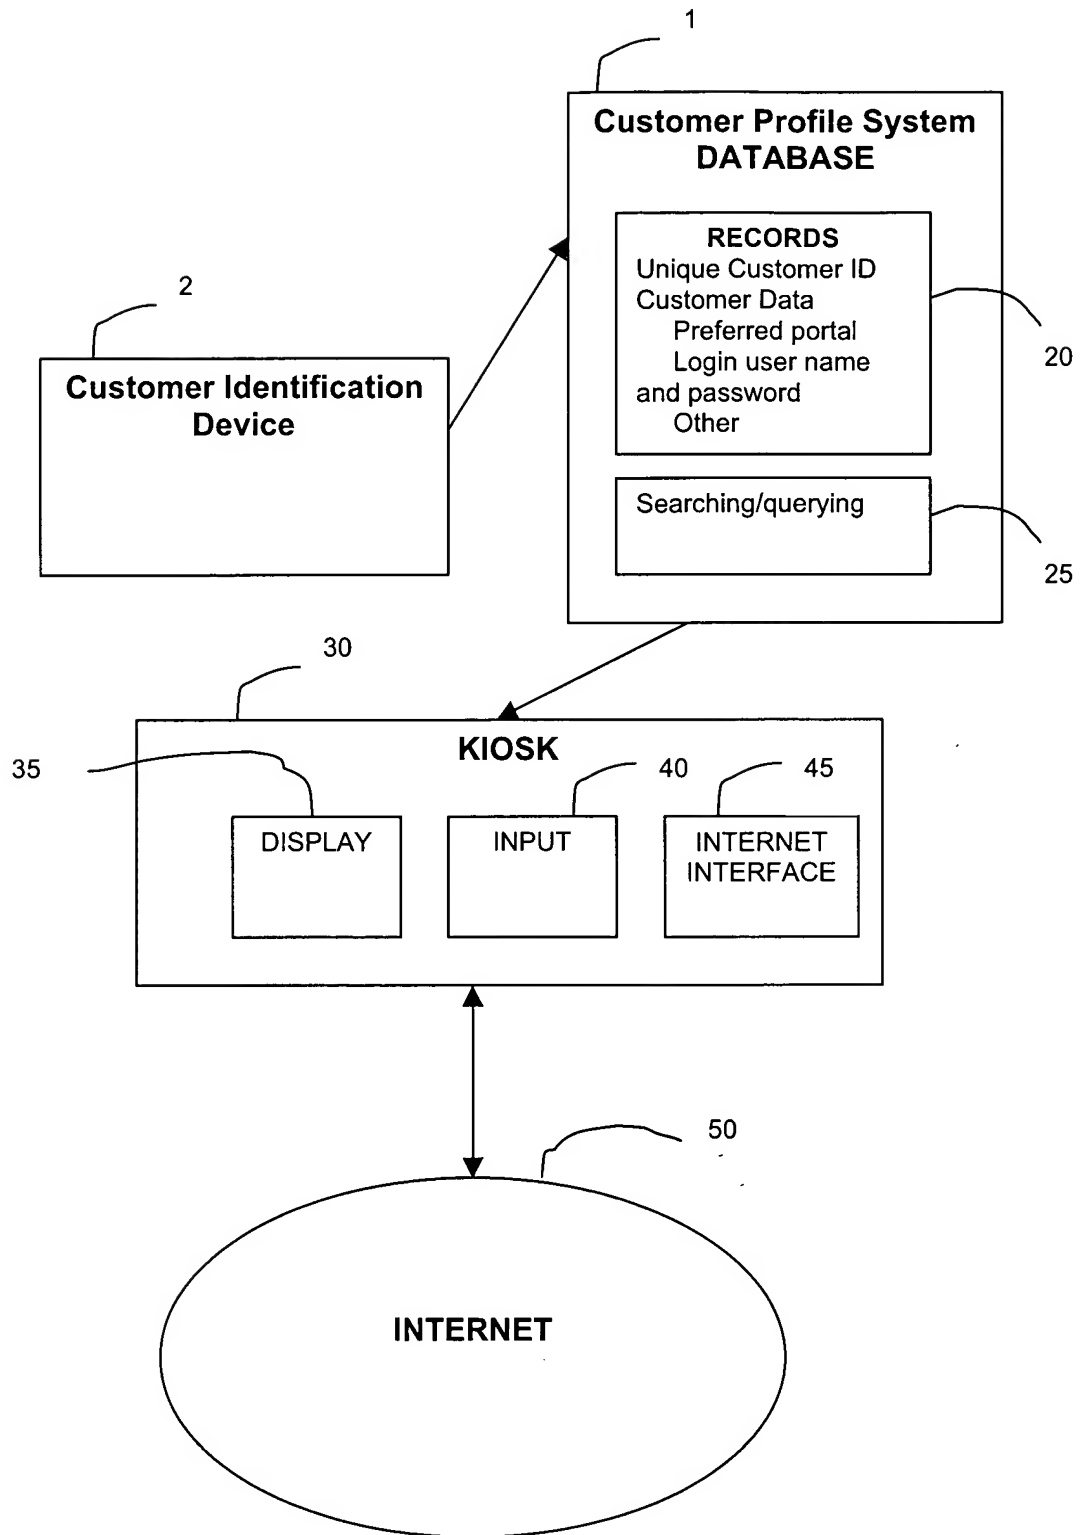 1
Customer Profile System
DATABASE
RECORDS
Unique Customer ID
Customer Data
Preferred portal
Login user name
and password
Other
20
Searching/querying
25
2
Customer Identification
Device
30
KIOSK
35
40
45
DISPLAY
INPUT
INTERNET
INTERFACE
50
INTERNET